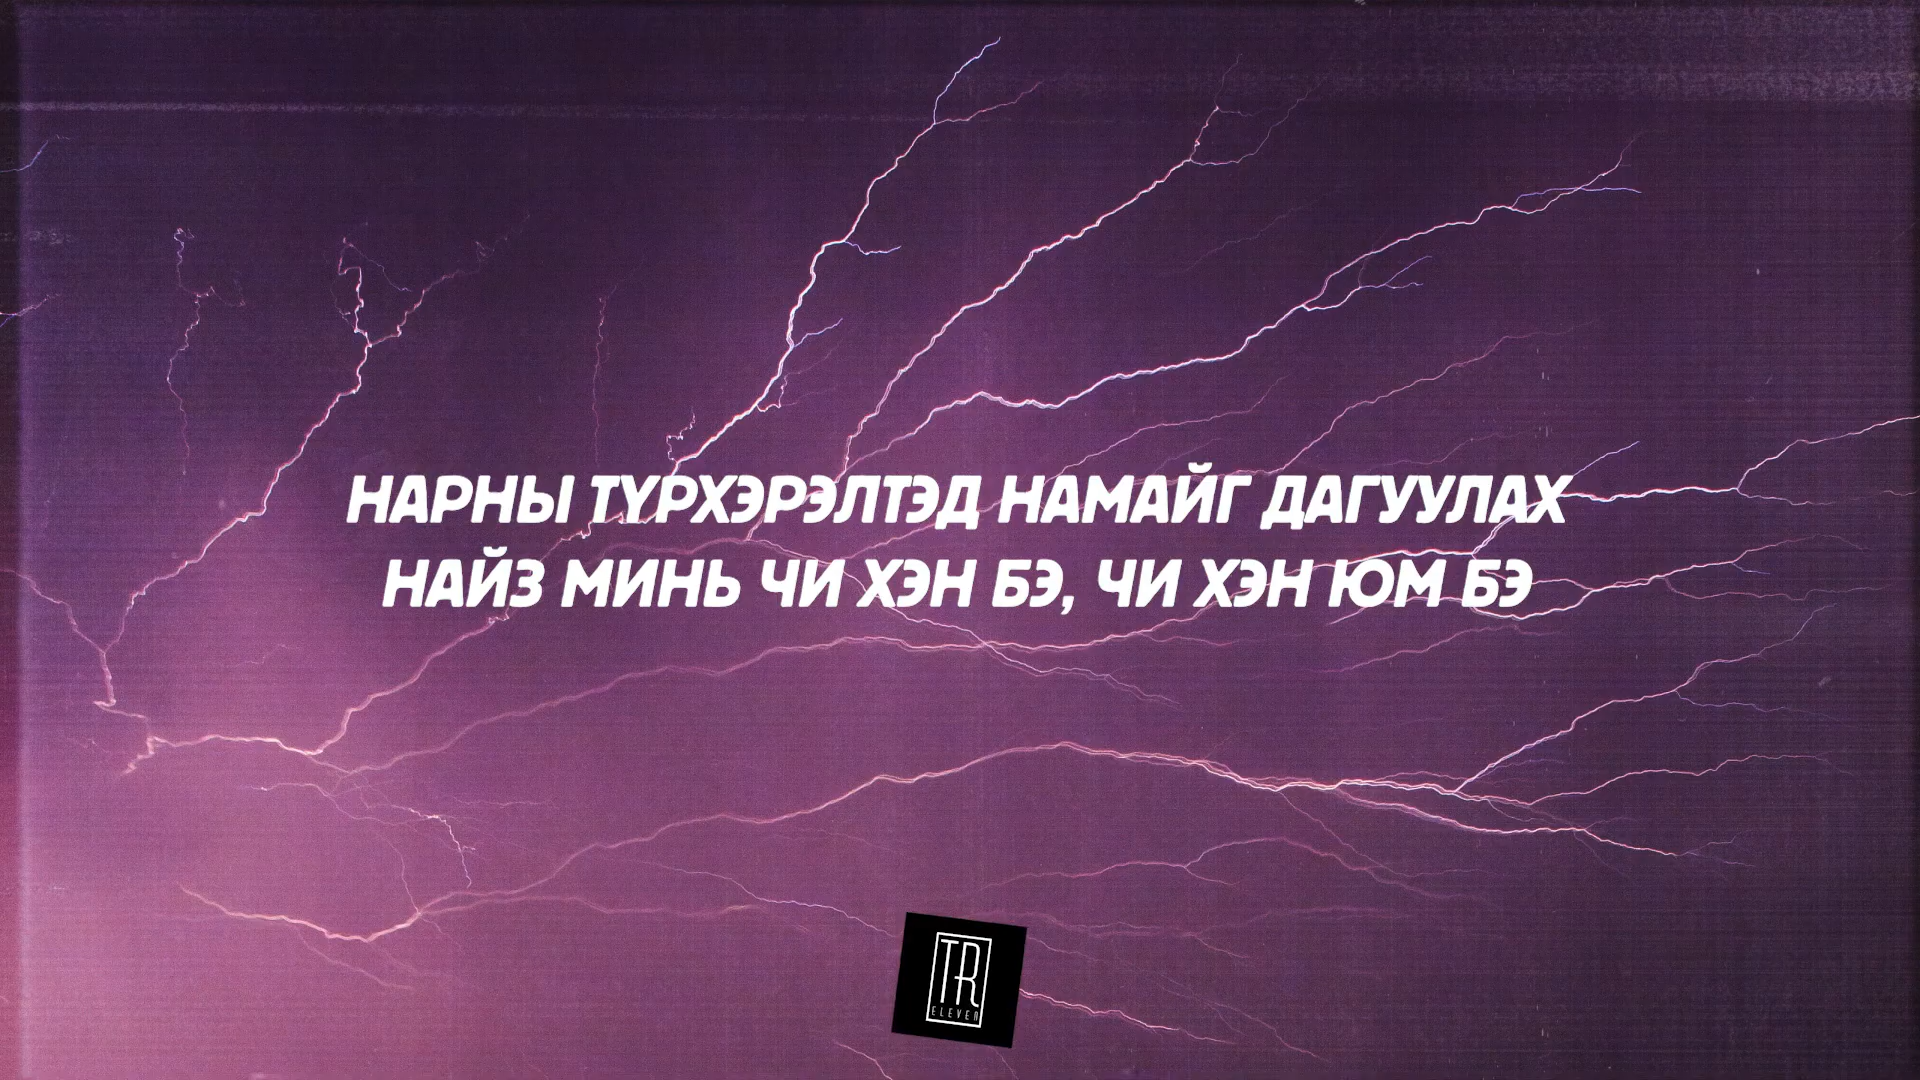 НАРНЫ ТҮРХЭРЭЛТЭД НАМАЙГ ДАГУУЛАХ
НАЙЗ МИНЬ ЧИ ХЭН БЭ, ЧИ ХЭН ЮМ БЭ
TR
ELEVEN